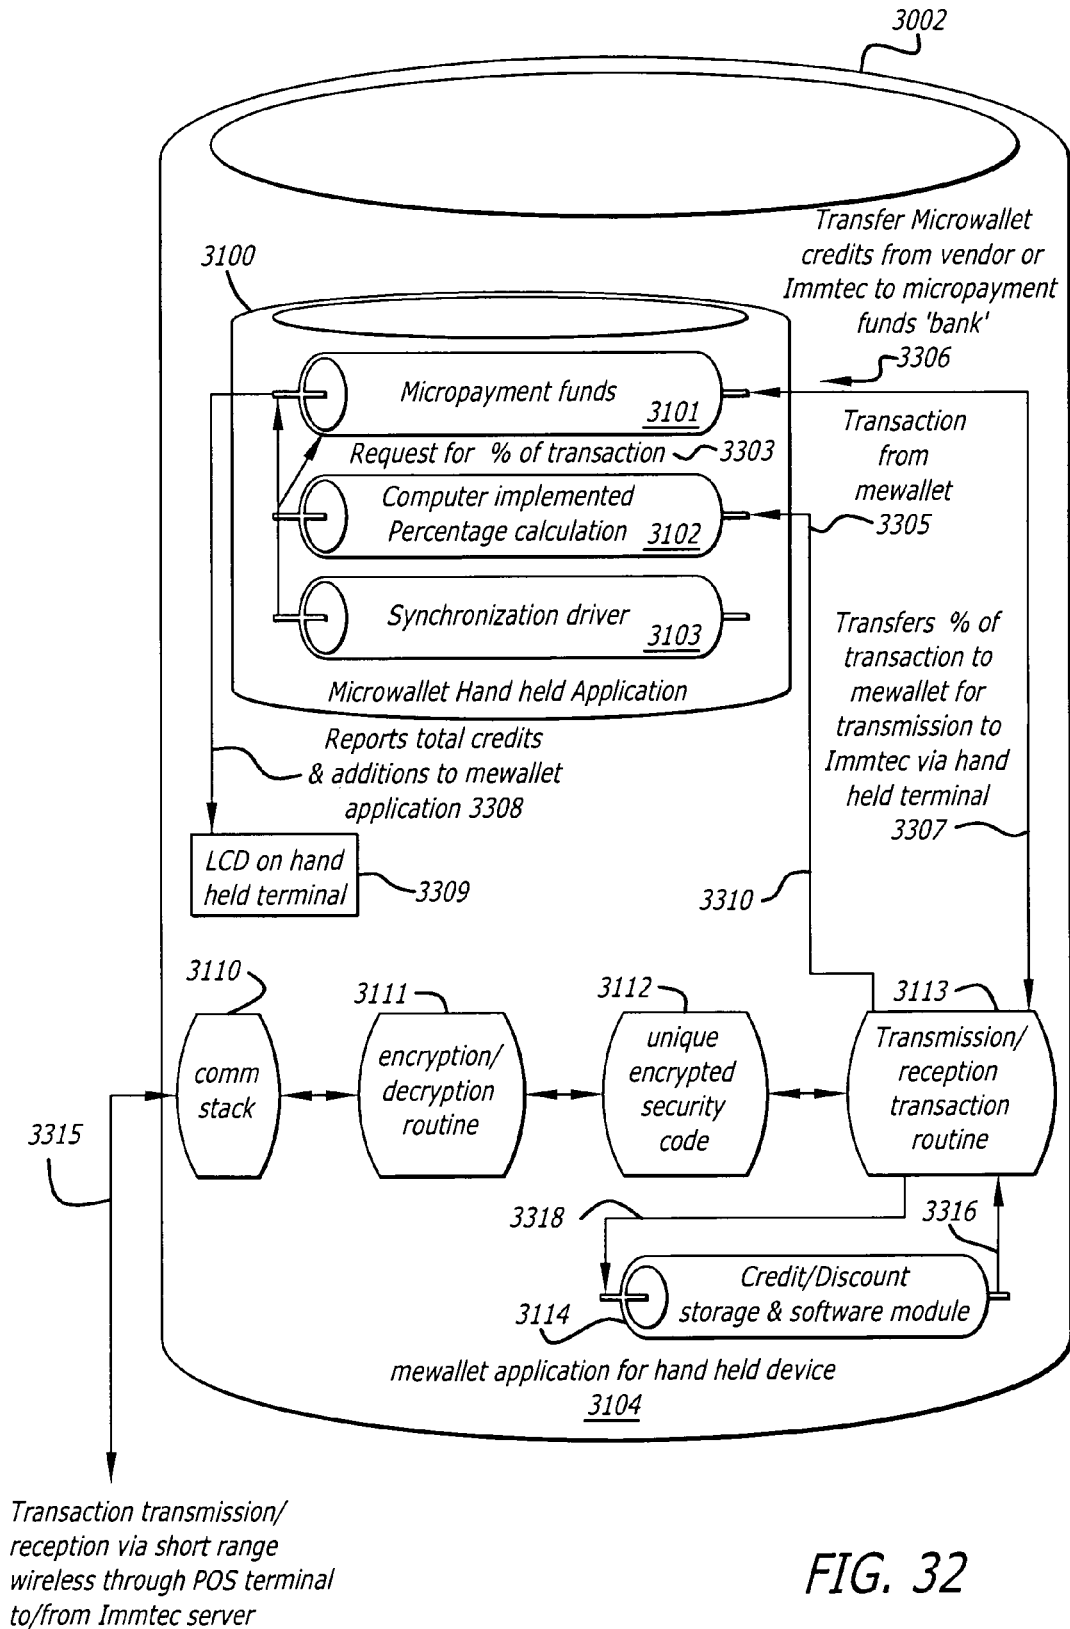 3002
Transfer Microwallet
credits from vendor or
Immtec to micropayment
funds 'bank'
3306
3100
Micropayment funds
3101
Request for % of transaction
3303
Computer implemented
Percentage calculation
3102
Synchronization driver
3103
Microwallet Hand held Application
Transaction
from
mewallet
3305
Transfers % of
transaction to
mewallet for
transmission to
Immtec via hand
held terminal
3307
Reports total credits
& additions to mewallet
application 3308
LCD on hand
held terminal
3309
3310
3110
comm
stack
3111
encryption/
decryption
routine
3112
unique
encrypted
security
code
3113
Transmission/
reception
transaction
routine
3315
3318
3316
Credit/Discount
storage & software module
3114
mewallet application for hand held device
3104
Transaction transmission/
reception via short range
wireless through POS terminal
to/from Immtec server
FIG. 32